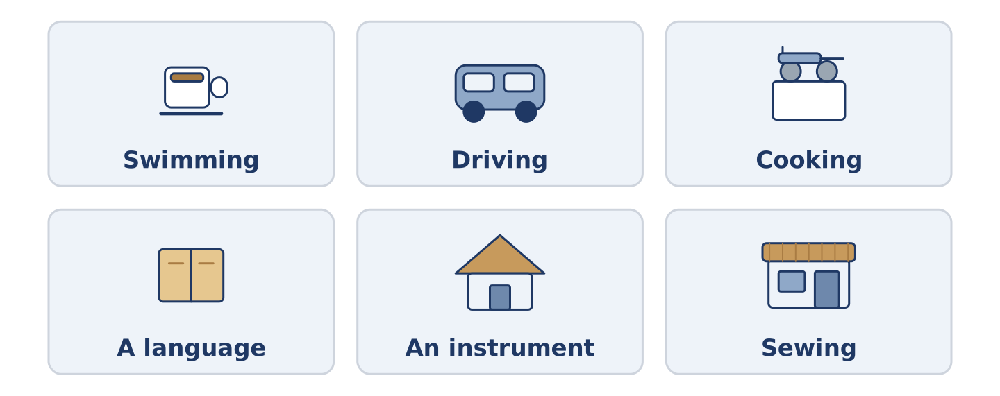 Swimming
Driving
Cooking
A language
An instrument
Sewing